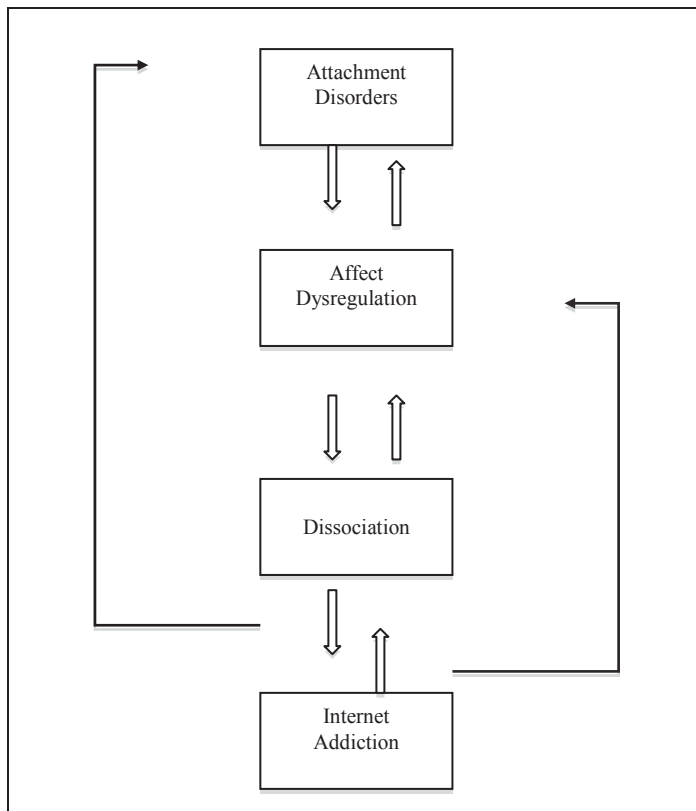 Attachment
Disorders
Affect
Dysregulation
Dissociation
Internet
Addiction